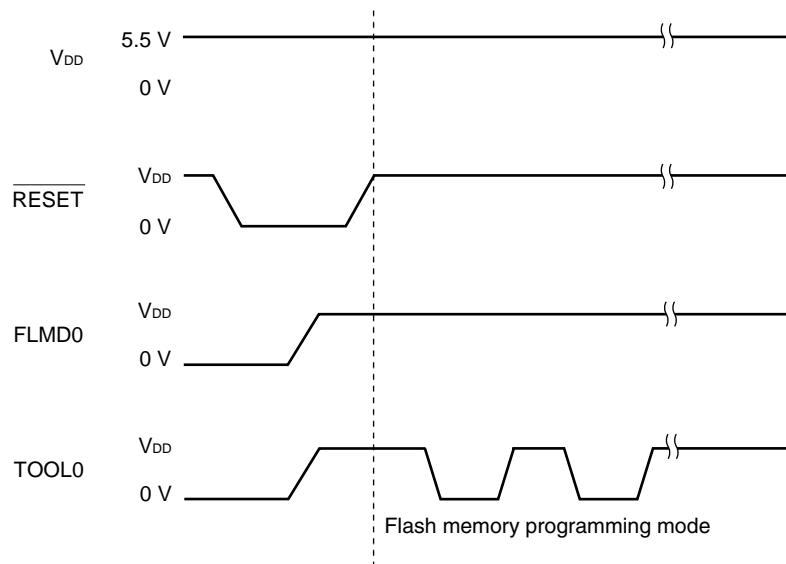 5.5 V
VDD
0 V
VDD
RESET
0 V
VDD
FLMD0
0 V
VDD
TOOL0
0 V
Flash memory programming mode